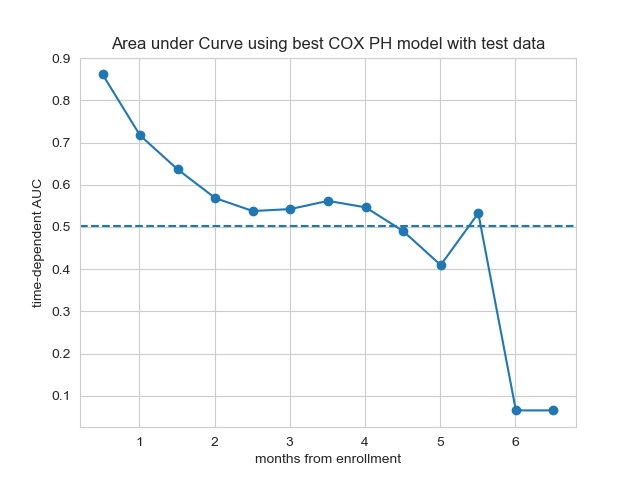 Area under Curve using best COX PH model with test data
0.9
0.8
0.7
0.6
0.5
0.4
0.3
0.2
0.1
time-dependent AUC
1 2 3 4 5 6
months from enrollment